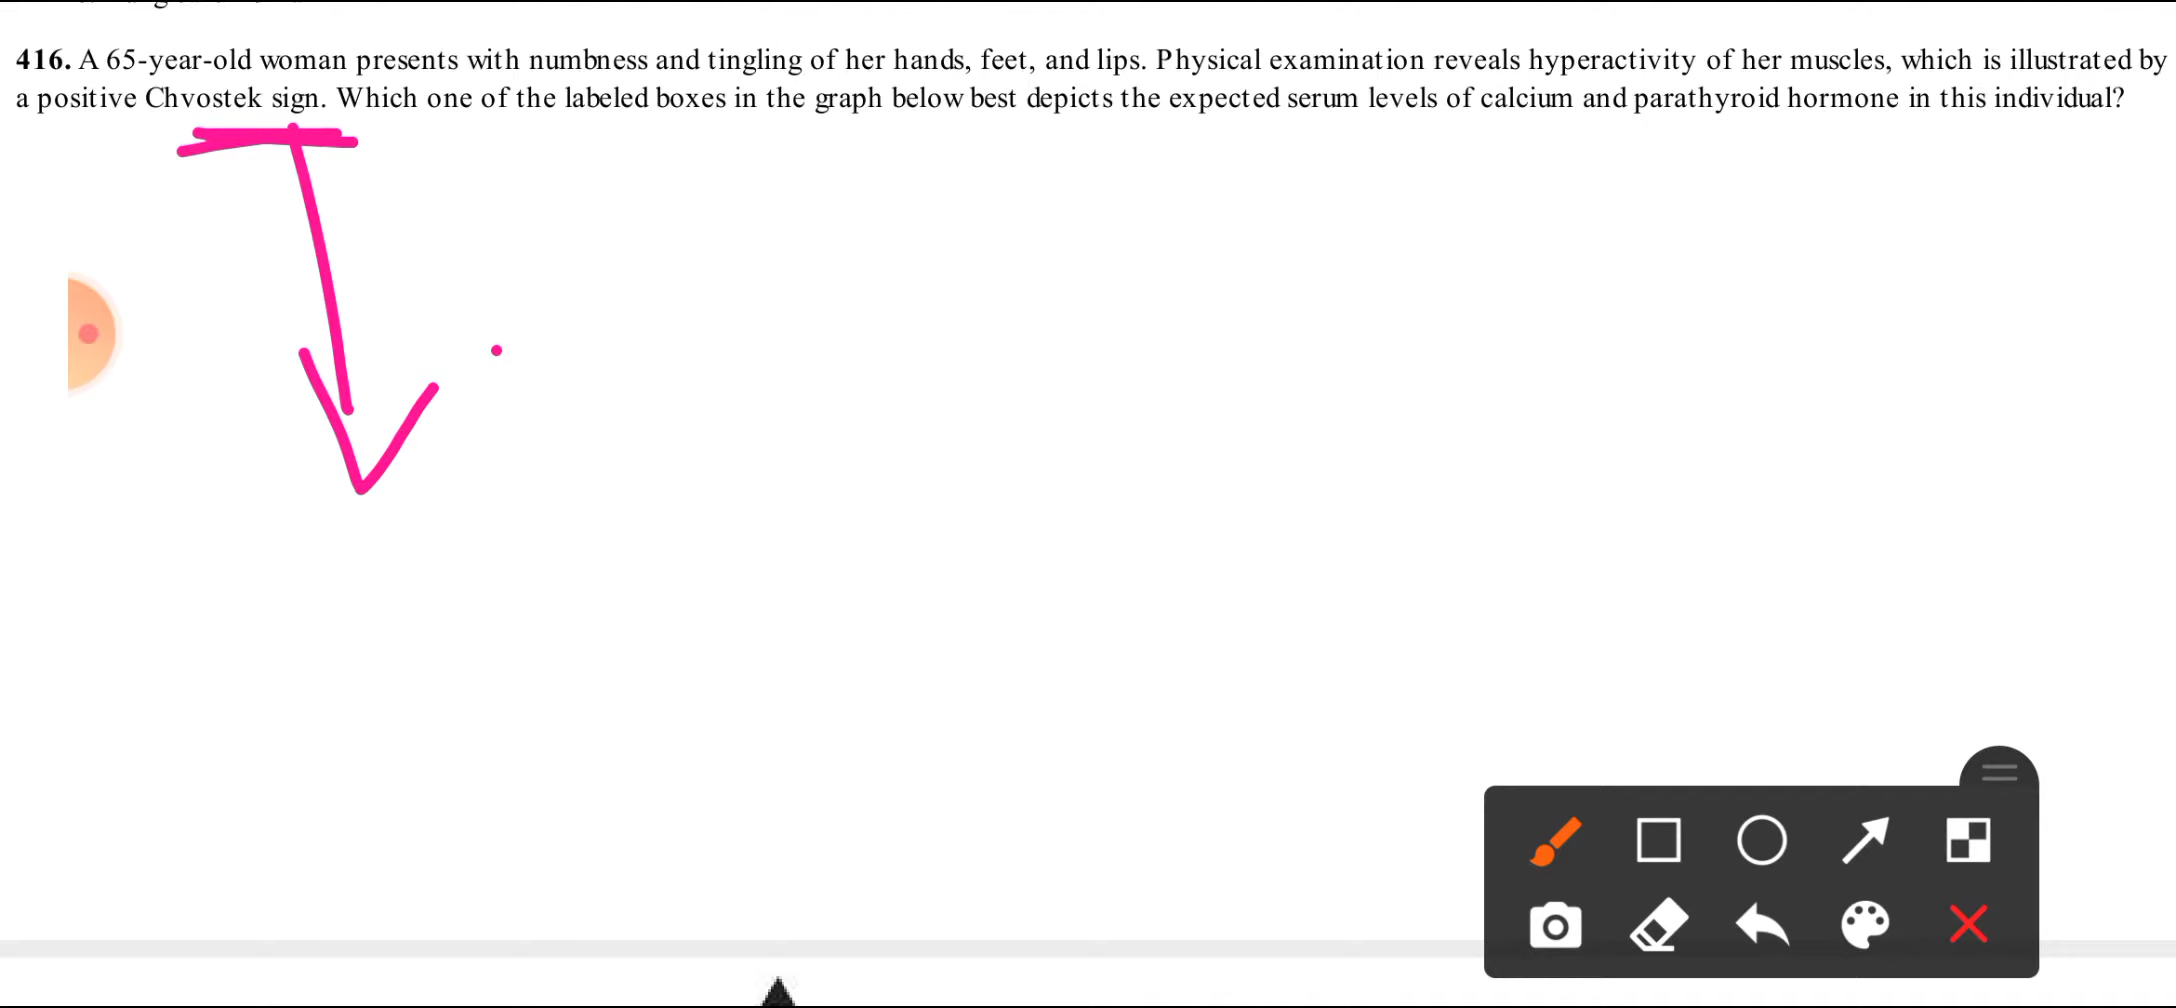 416. A 65-year-old woman presents with numbness and tingling of her hands, feet, and lips. Physical examination reveals hyperactivity of her muscles, which is illustrated by
a positive Chvostek sign. Which one of the labeled boxes in the graph below best depicts the expected serum levels of calcium and parathyroid hormone in this individual?